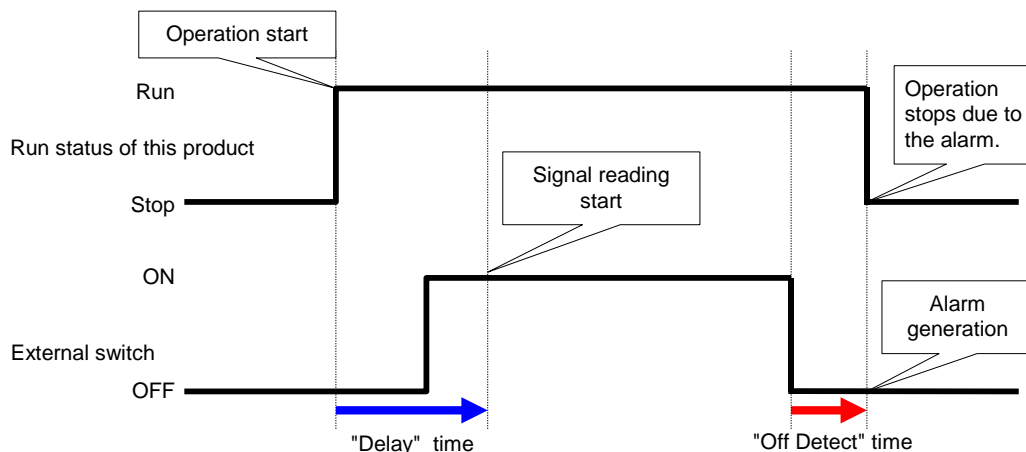 Operation start
Run
Operation
stops due to
the alarm.
Run status of this product
Signal reading
start
Stop
ON
Alarm
generation
External switch
OFF
"Delay" time
"Off Detect" time